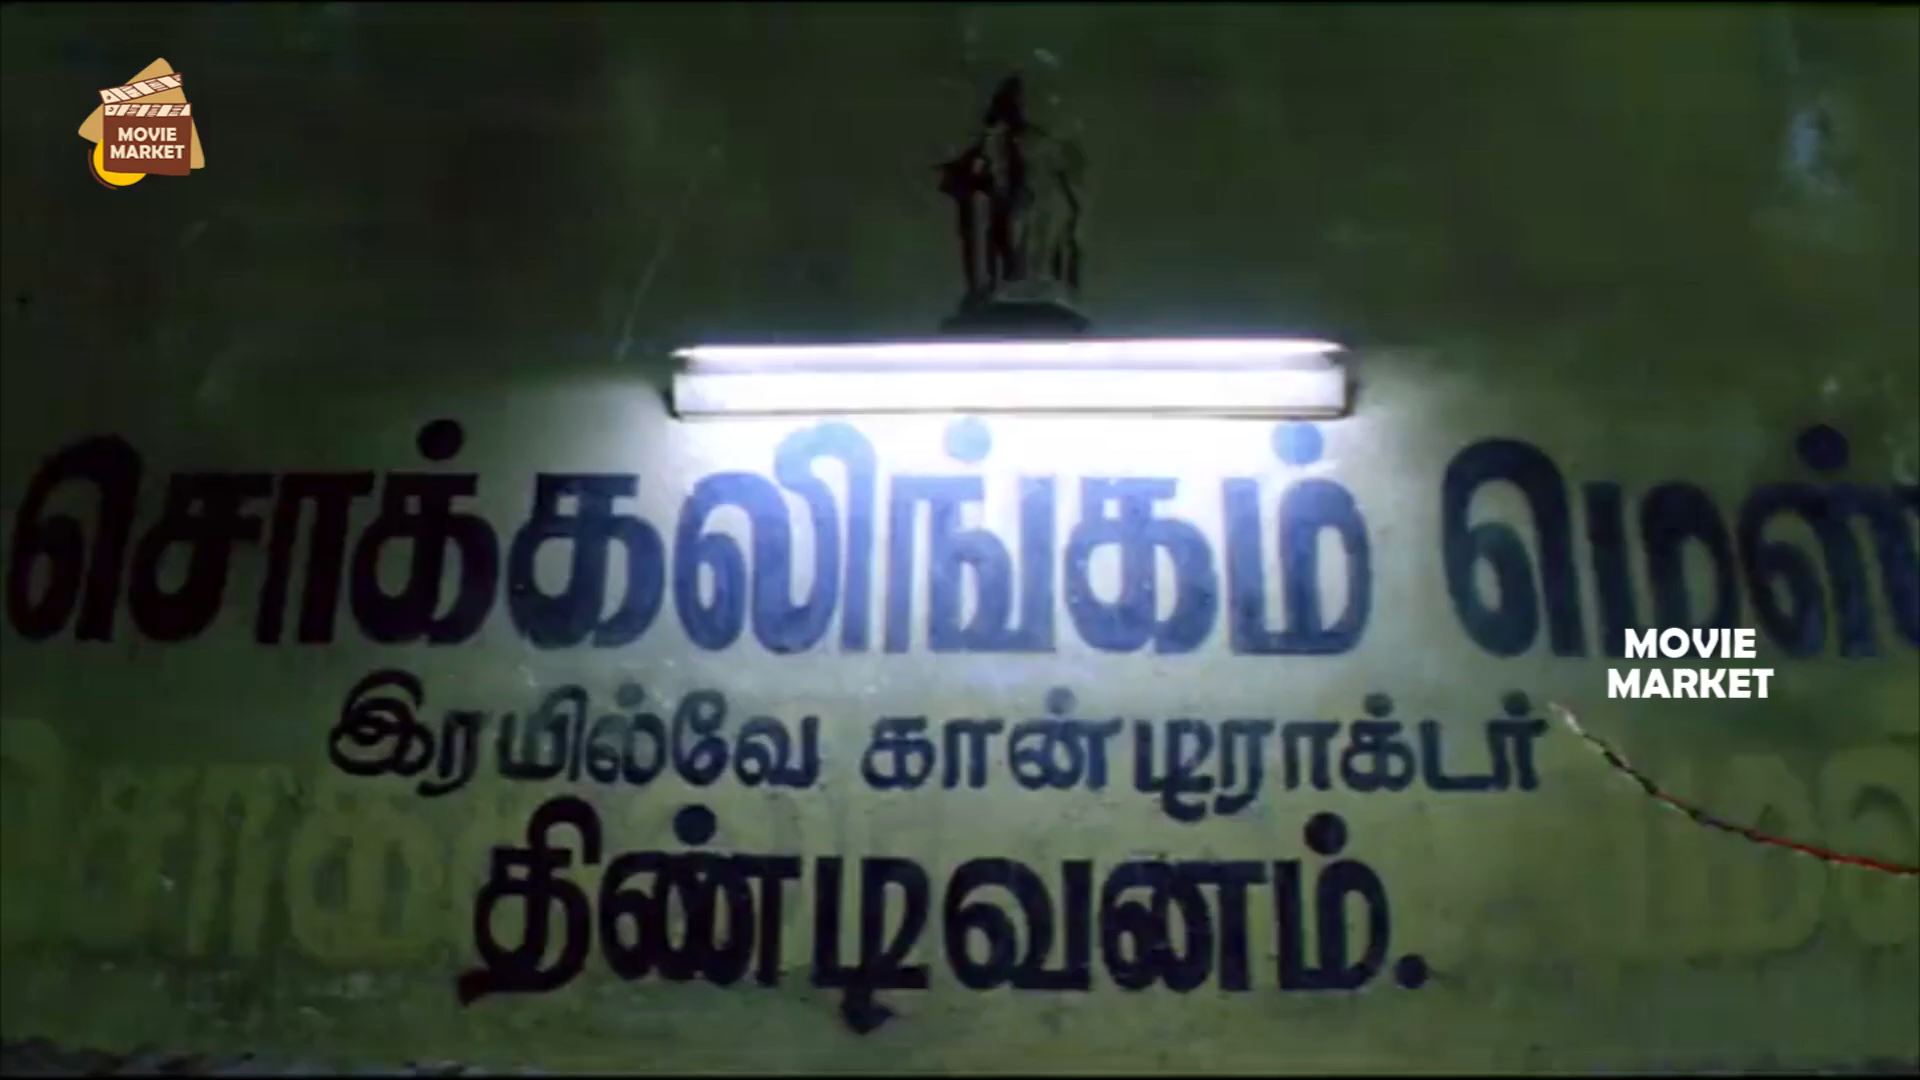 MOVIE
MARKET
சொக்கலிங்கம் மெஸ்
இரயில்வே காண்டிராக்டர்
திண்டிவனம்.
MOVIE
MARKET